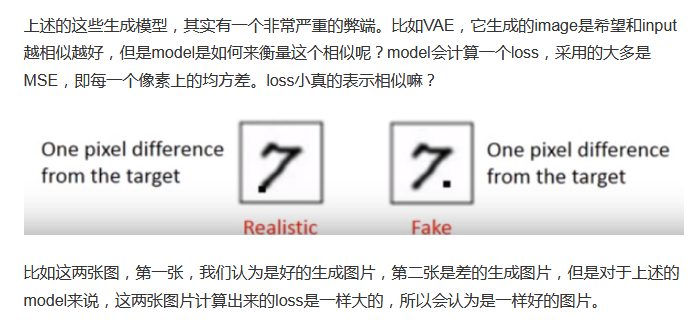 上述的这些生成模型，其实有一个非常严重的弊端。比如VAE，它生成的image是希望和input
越相似越好，但是model是如何来衡量这个相似呢？model会计算一个loss，采用的大多是
MSE，即每一个像素上的均方差。loss小真的表示相似嘛？
One pixel difference
from the target
7
Realistic
7
Fake
One pixel difference
from the target
比如这两张图，第一张，我们认为是好的生成图片，第二张是差的生成图片，但是对于上述的
model来说，这两张图片计算出来的loss是一样大的，所以会认为是一样好的图片。